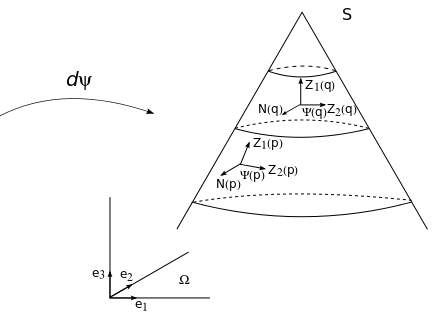 S
dψ
Z₁(q)
N(q) Ψ(q) Z₂(q)
Z₁(p)
Z₂(p)
N(p) Ψ(p)
e₃ e₂ Ω
e₁